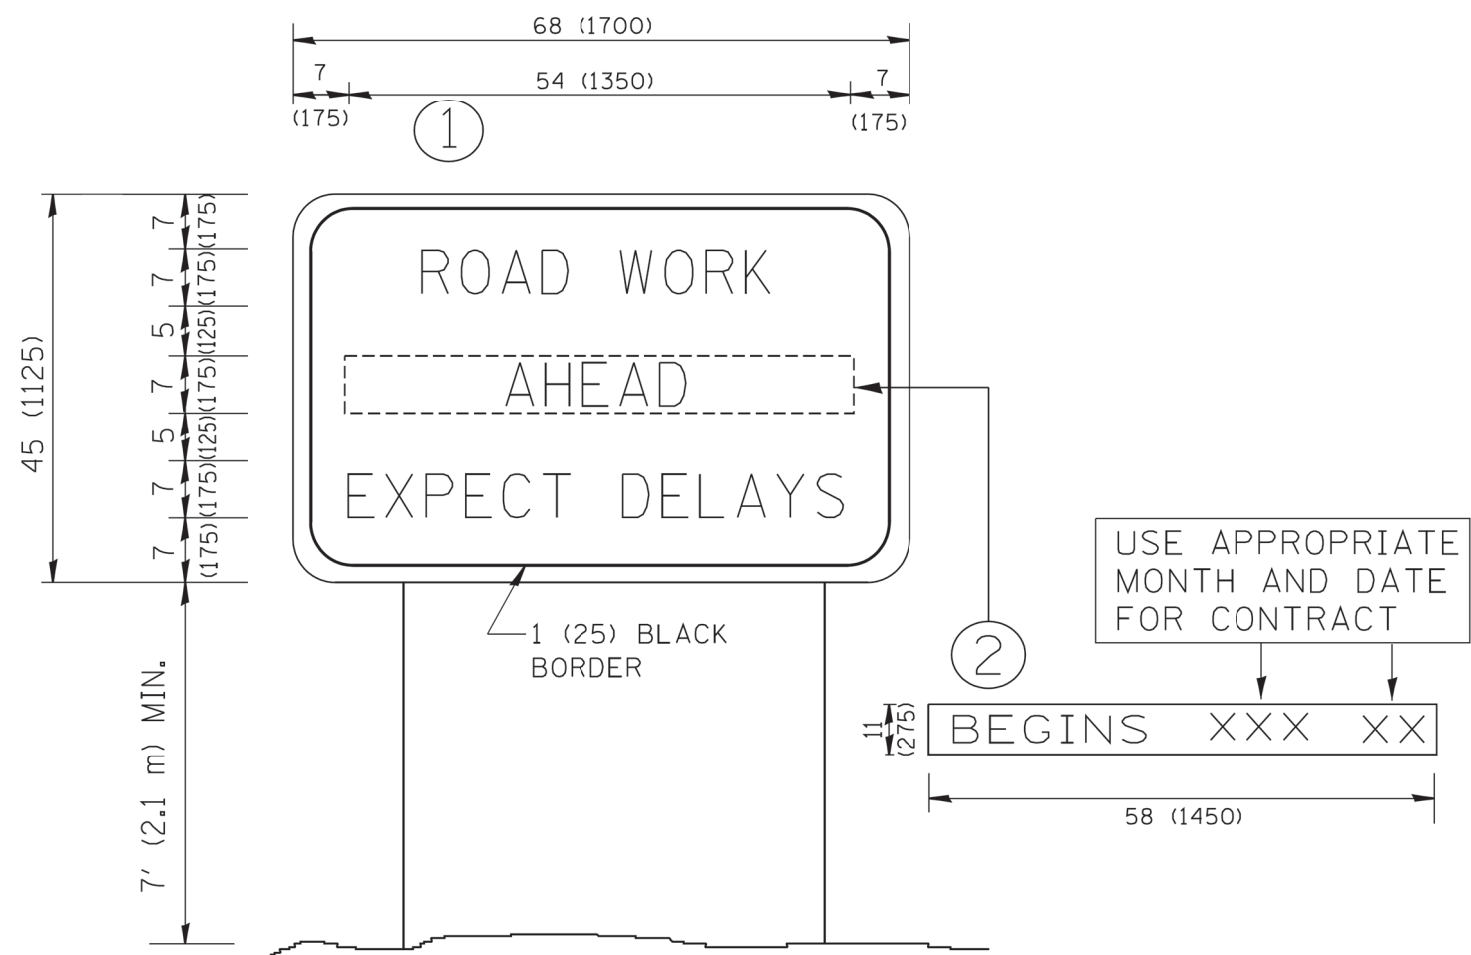 68 (1700)
7
54 (1350)
7
(175)
(175)
1
7
(175)
7
(175)
5
(125)
7
(175)
5
(125)
7
(175)
7
(175)
45 (1125)
ROAD WORK
AHEAD
EXPECT DELAYS
1 (25) BLACK
BORDER
7' (2.1 m) MIN.
2
USE APPROPRIATE
MONTH AND DATE
FOR CONTRACT
11
(275)
BEGINS XXX XX
58 (1450)